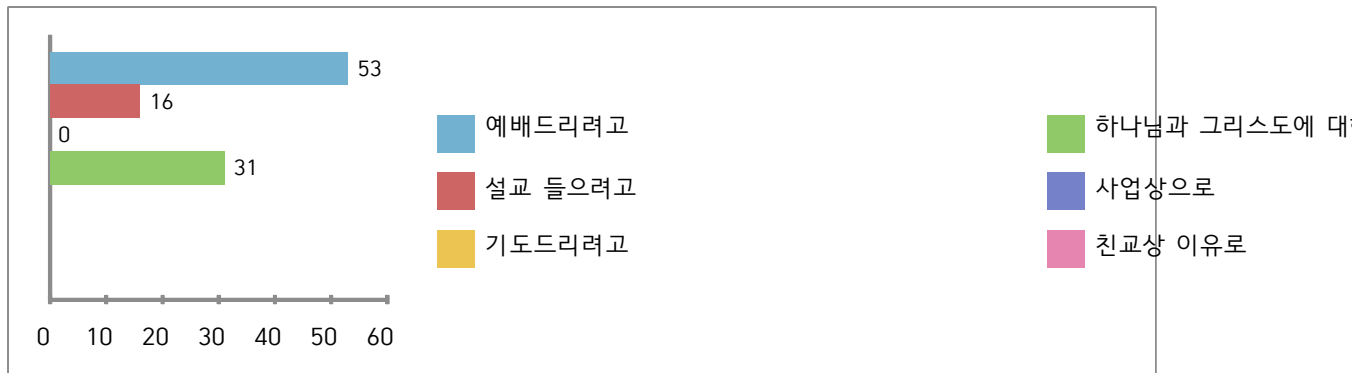 53
16
0
31
예배드리려고
설교 들으려고
기도드리려고
하나님과 그리스도에
사업상으로
친교상 이유로
0 10 20 30 40 50 60